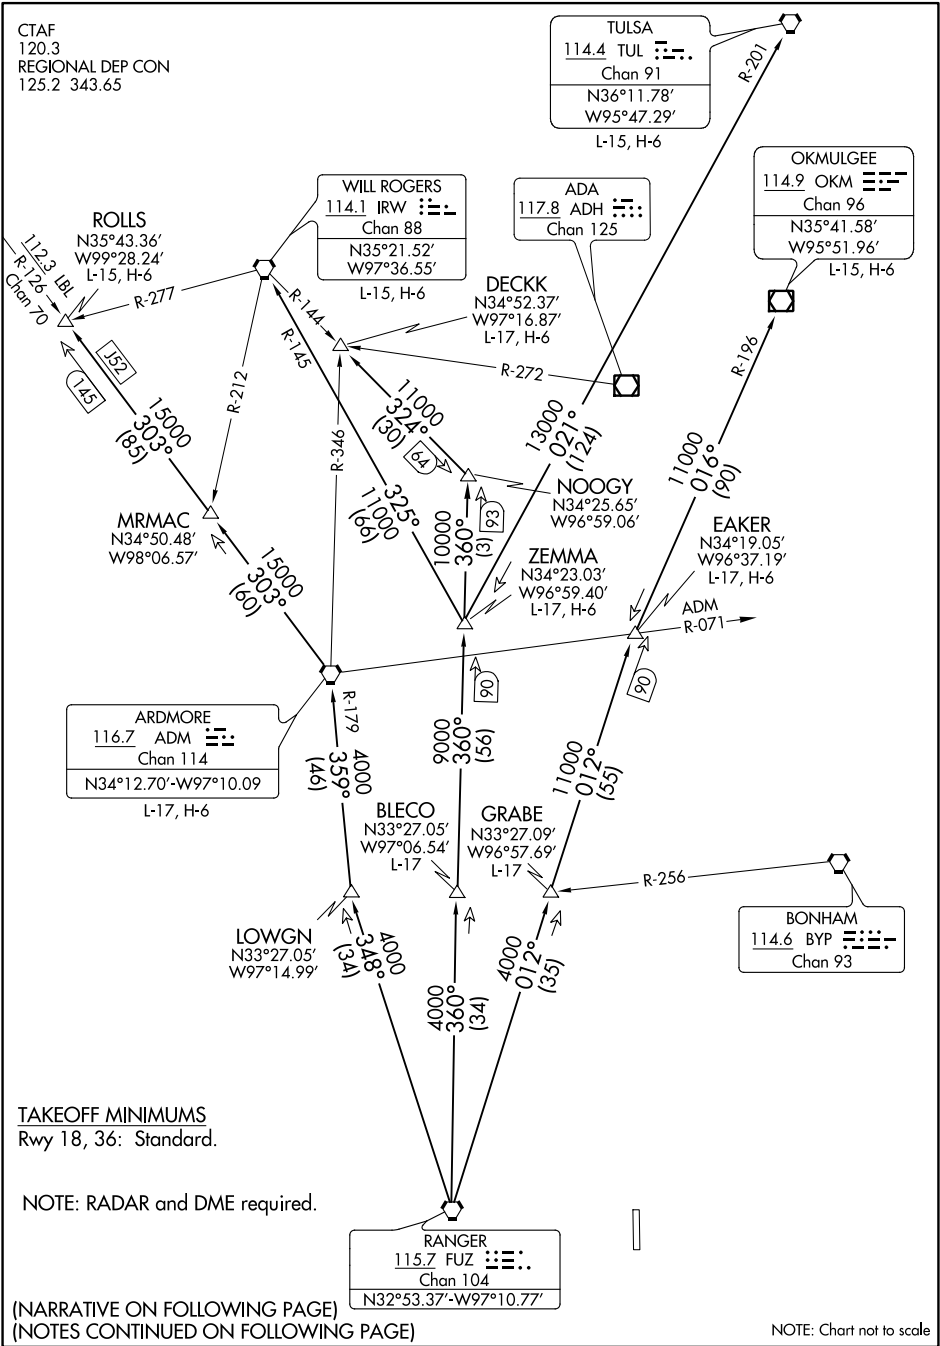 CTAF
120.3
REGIONAL DEP CON
125.2 343.65
TULSA
114.4 TUL
Chan 91
N36°11.78'
W95°47.29'
L-15, H-6
R-201
OKMULGEE
114.9 OKM
Chan 96
N35°41.58'
W95°51.96'
L-15, H-6
WILL ROGERS
114.1 IRW
Chan 88
N35°21.52'
W97°36.55'
L-15, H-6
ADA
117.8 ADH
Chan 125
ROLLS
N35°43.36'
W99°28.24'
L-15, H-6
112.3 LBL
R-126
Chan 70
R-277
R-144
R-145
R-212
DECKK
N34°52.37'
W97°16.87'
L-17, H-6
R-272
R-196
J52
145
15000
303°
(85)
11000
324°
(30)
64
R-346
13000
021°
(124)
11000
016°
(90)
325°
11000
(66)
10000
360°
(3)
93
NOOGY
N34°25.65'
W96°59.06'
MRMAC
N34°50.48'
W98°06.57'
ZEMMA
N34°23.03'
W96°59.40'
L-17, H-6
EAKER
N34°19.05'
W96°37.19'
L-17, H-6
ADM
R-071
15000
303°
(60)
90
90
ARDMORE
116.7 ADM
Chan 114
N34°12.70'-W97°10.09
L-17, H-6
R-179
4000
359°
(46)
9000
360°
(56)
11000
012°
(55)
BLECO
N33°27.05'
W97°06.54'
L-17
GRABE
N33°27.09'
W96°57.69'
L-17
R-256
BONHAM
114.6 BYP
Chan 93
LOWGN
N33°27.05'
W97°14.99'
4000
348°
(34)
4000
360°
(34)
4000
012°
(35)
TAKEOFF MINIMUMS
Rwy 18, 36: Standard.
NOTE: RADAR and DME required.
RANGER
115.7 FUZ
Chan 104
N32°53.37'-W97°10.77'
(NARRATIVE ON FOLLOWING PAGE)
(NOTES CONTINUED ON FOLLOWING PAGE)
NOTE: Chart not to scale